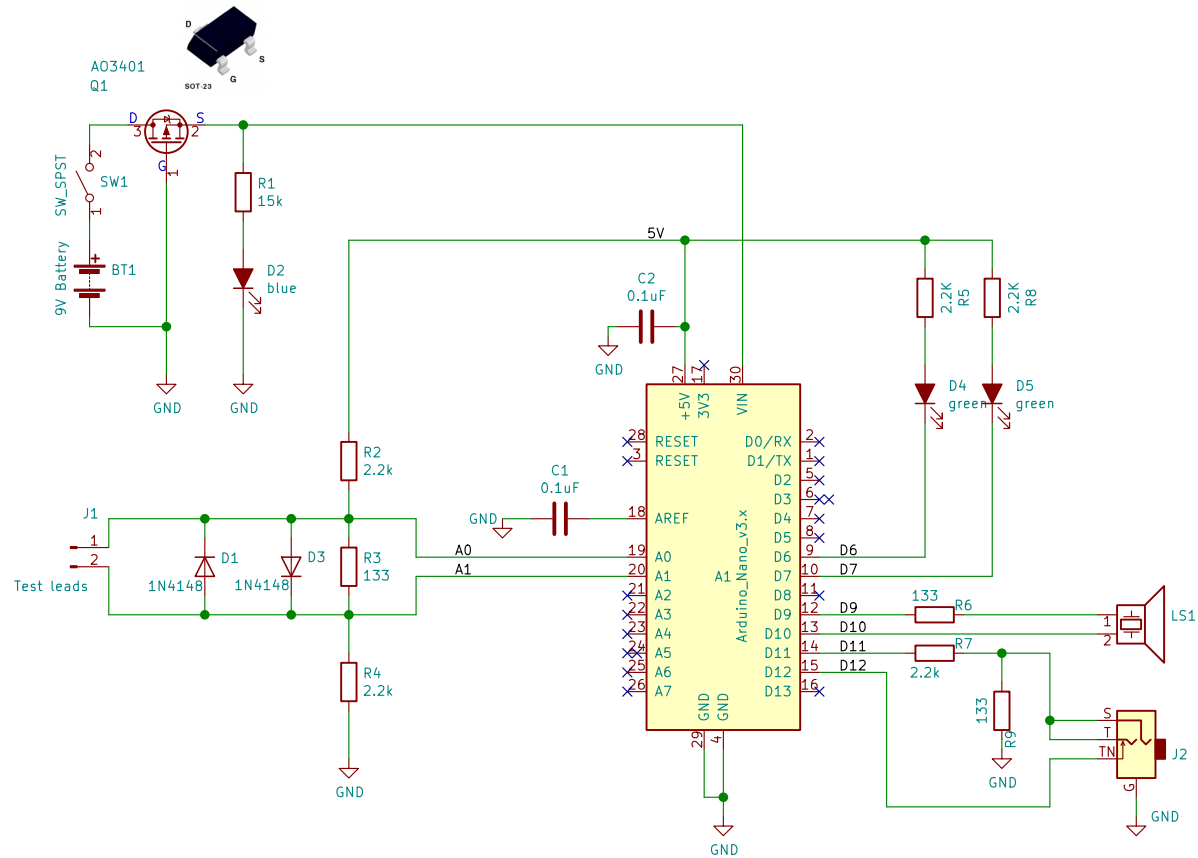 D
S
G
SOT-23
AO3401
Q1
D
3
S
2
G
1
SW_SPST
2
1
SW1
R1
15k
9V Battery
+
BT1
D2
blue
GND
GND
5V
C2
0.1uF
GND
2.2K
R5
2.2K
R8
D4
green
D5
green
R2
2.2k
C1
0.1uF
GND
J1
1
2
Test leads
D1
1N4148
D3
1N4148
R3
133
A0
A1
R4
2.2k
GND
27
17
30
+5V
3V3
VIN
28
RESET
3
RESET
18
AREF
19
A0
20
A1
21
A2
22
A3
23
A4
24
A5
25
A6
26
A7
A1
Arduino_Nano_v3.x
D0/RX
2
D1/TX
1
D2
5
D3
6
D4
7
D5
8
D6
9
D7
10
D8
11
D9
12
D10
13
D11
14
D12
15
D13
16
GND
GND
29
4
GND
D6
D7
D9
D10
D11
D12
133
R6
1
2
LS1
R7
2.2k
133
R9
GND
S
T
TN
J2
G
GND